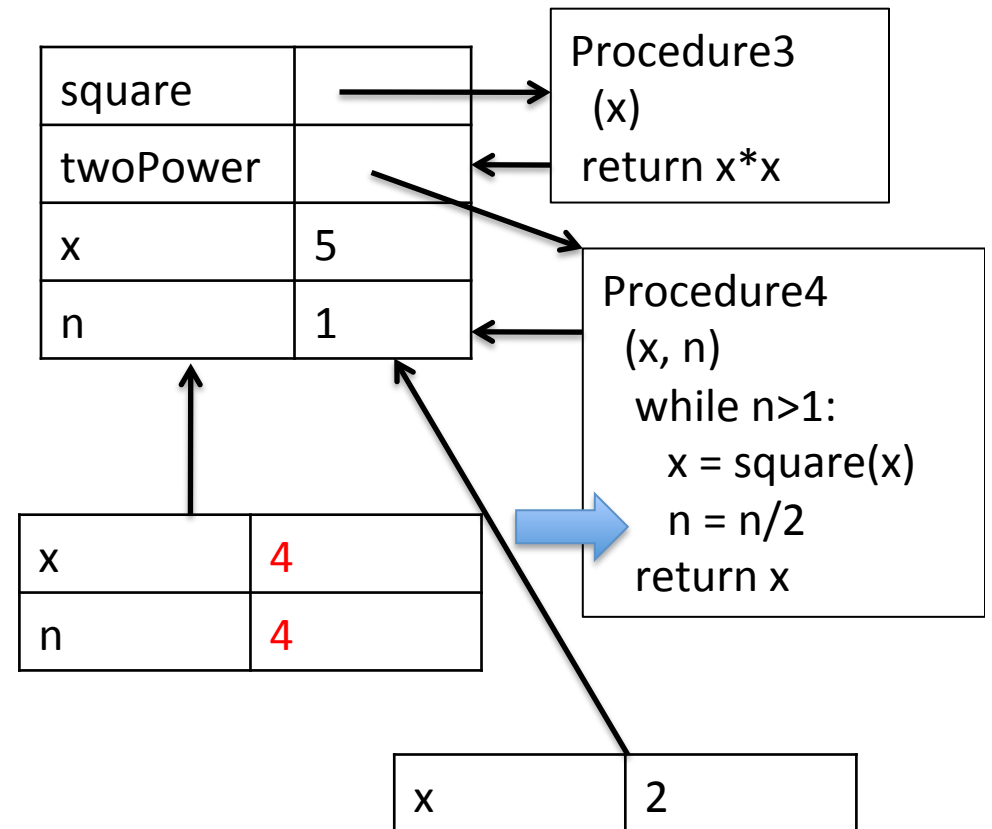 square
twoPower
x 5
n 1
Procedure3
(x)
return x*x
Procedure4
(x, n)
while n>1:
x = square(x)
n = n/2
return x
x 4
n 4
x 2